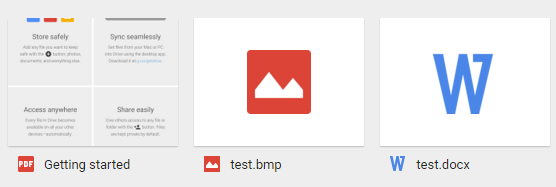 Store safely
Add any file you want to keep
safe with the button: photos,
documents, and everything else.
Sync seamlessly
Get files from your Mac or PC
into Drive using the desktop app.
Download it at
Access anywhere
Every file in Drive becomes
available on all your other
devices- automatically.
Share easily
Give others access to any file or
folder with the button. Files
are kept private by default.
W
PDF
Getting started
test.bmp
W
test.docx